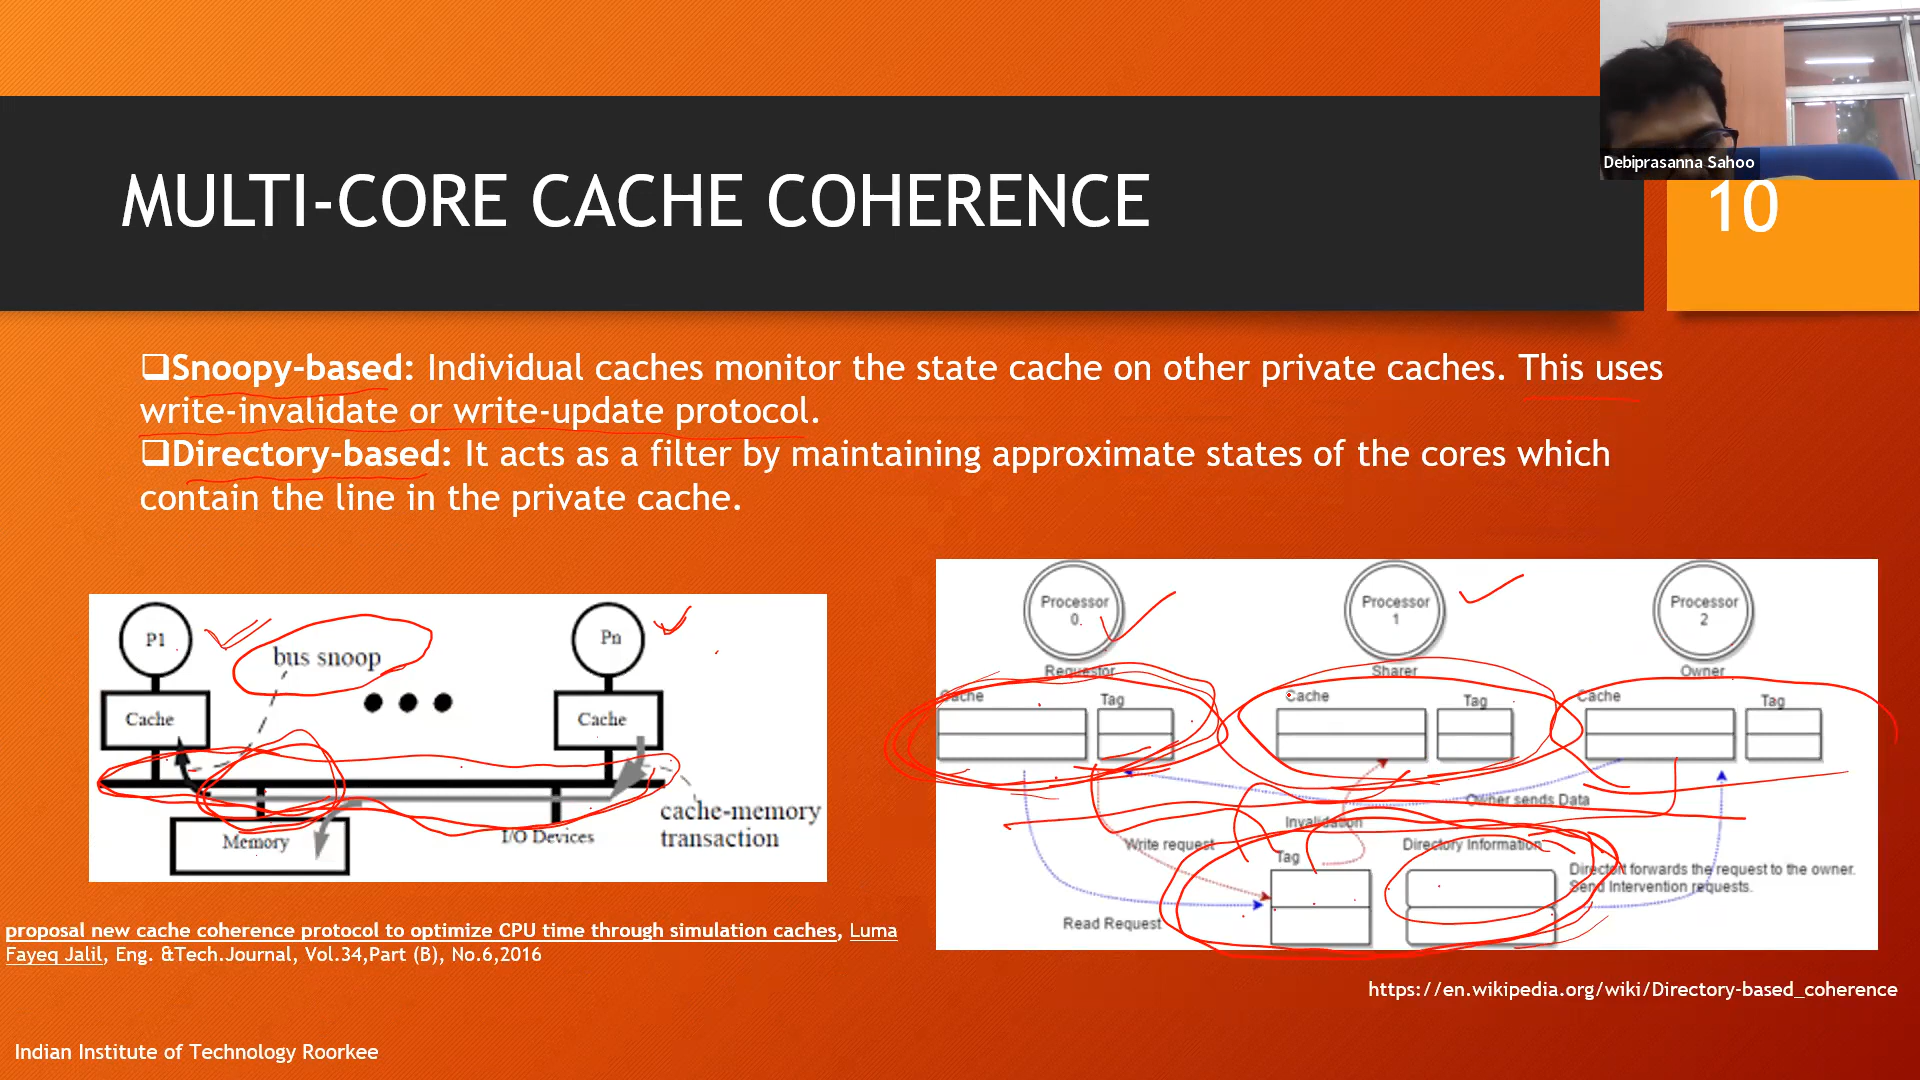 Debiprasanna Sahoo
MULTI-CORE CACHE COHERENCE
10
❑Snoopy-based: Individual caches monitor the state cache on other private caches. This uses
write-invalidate or write-update protocol.
❑Directory-based: It acts as a filter by maintaining approximate states of the cores which
contain the line in the private cache.
P1
bus snoop
Pn
Cache
Cache
Memory
I/O Devices
cache-memory
transaction
Processor
0
Processor
1
Processor
2
Requestor
Sharer
Owner
Cache
Tag
Cache
Tag
Cache
Tag
Owner sends Data
Invalidation
Write request
Directory Information
Tag
Read Request
forwards the request to the owner.
Send Intervention requests.
proposal new cache coherence protocol to optimize CPU time through simulation caches, Luma
Fayeq Jalil, Eng. &Tech.Journal, Vol.34,Part (B), No.6,2016
https://en.wikipedia.org/wiki/Directory-based_coherence
Indian Institute of Technology Roorkee